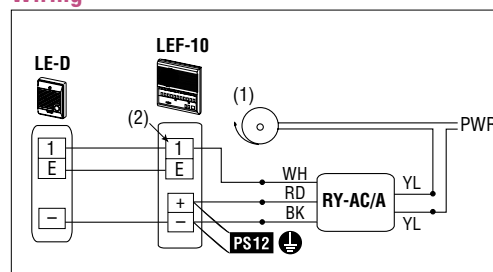 Wiring
LEF-10
LE-D
(1)
(2)
1
1
PWR
E
E
WH
YL
RD
RY-AC/A
+
BK
–
–
YL
PS12